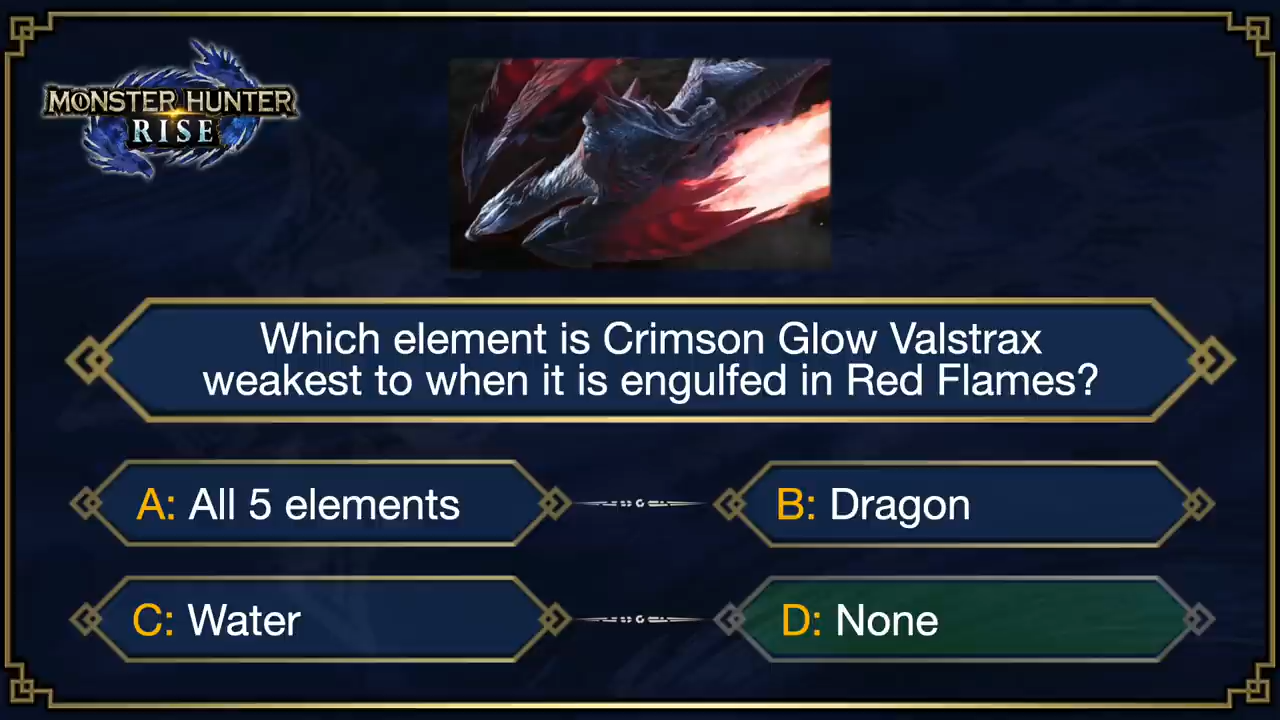 MONSTER HUNTER
RISE
Which element is Crimson Glow Valstrax
weakest to when it is engulfed in Red Flames?
A: All 5 elements
B: Dragon
C: Water
D: None